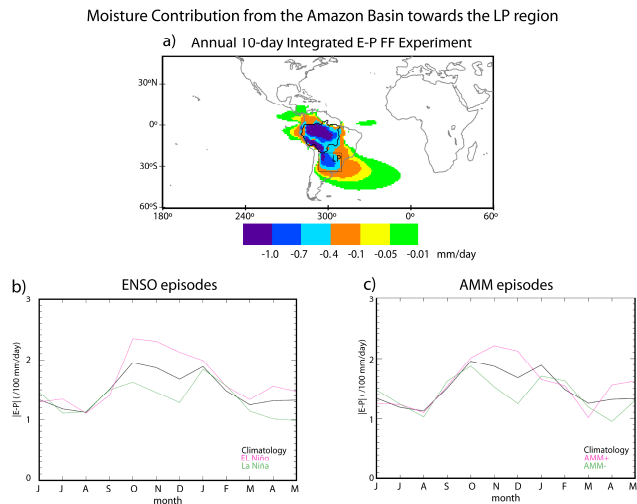 Moisture Contribution from the Amazon Basin towards the LP region
a) Annual 10-day Integrated E-P FF Experiment
30ºN
0º
30ºS
60ºS
LP
180º 240º 300º 0º 60º
-1.0 -0.7 -0.4 -0.1 -0.05 -0.01 mm/day
b) ENSO episodes
3
2
1
0
|E-P| (/100 mm/day)
Climatology
EL Niño
La Niña
J J A S O N D J F M A M
month
c) AMM episodes
3
2
1
0
|E-P| (/100 mm/day)
Climatology
AMM+
AMM-
J J A S O N D J F M A M
month